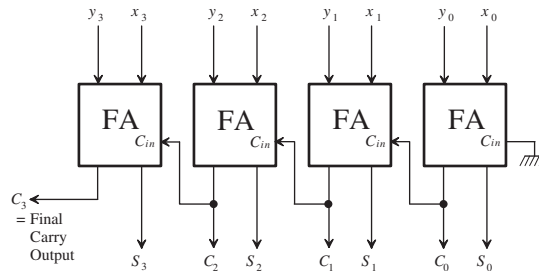 y3 x3 y2 x2 y1 x1 y0 x0
FA FA FA FA
Cin Cin Cin Cin
C3
= Final
Carry
Output
S3 C2 S2 C1 S1 C0 S0